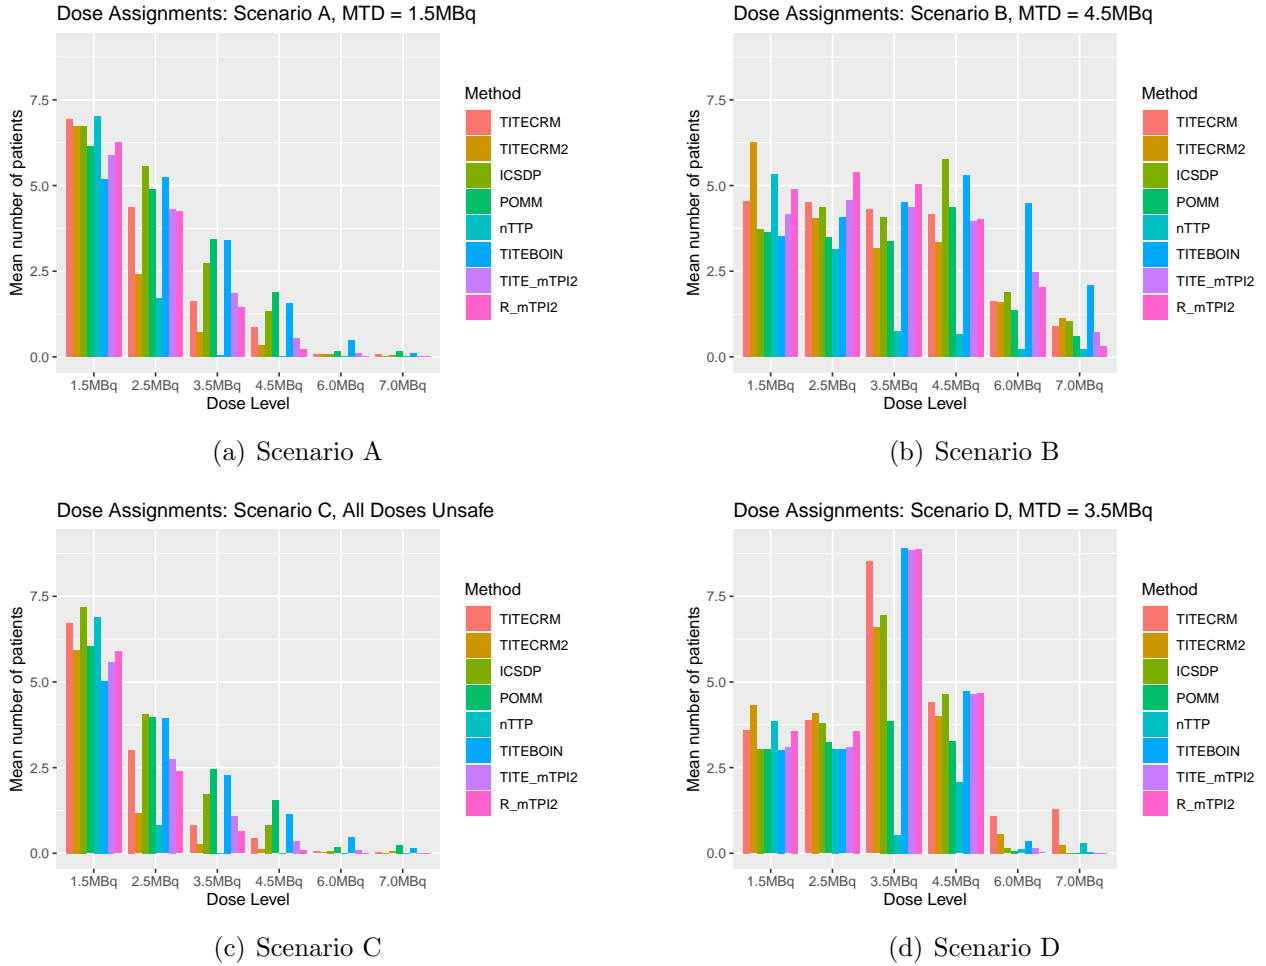 Dose Assignments: Scenario A, MTD = 1.5MBq
Mean number of patients
7.5
5.0
2.5
0.0
1.5MBq 2.5MBq 3.5MBq 4.5MBq 6.0MBq 7.0MBq
Dose Level
Method
TITECRM
TITECRM2
ICSDP
POMM
nTTP
TITEBOIN
TITE_mTPI2
R_mTPI2
(a) Scenario A
Dose Assignments: Scenario B, MTD = 4.5MBq
Mean number of patients
7.5
5.0
2.5
0.0
1.5MBq 2.5MBq 3.5MBq 4.5MBq 6.0MBq 7.0MBq
Dose Level
Method
TITECRM
TITECRM2
ICSDP
POMM
nTTP
TITEBOIN
TITE_mTPI2
R_mTPI2
(b) Scenario B
Dose Assignments: Scenario C, All Doses Unsafe
Mean number of patients
7.5
5.0
2.5
0.0
1.5MBq 2.5MBq 3.5MBq 4.5MBq 6.0MBq 7.0MBq
Dose Level
Method
TITECRM
TITECRM2
ICSDP
POMM
nTTP
TITEBOIN
TITE_mTPI2
R_mTPI2
(c) Scenario C
Dose Assignments: Scenario D, MTD = 3.5MBq
Mean number of patients
7.5
5.0
2.5
0.0
1.5MBq 2.5MBq 3.5MBq 4.5MBq 6.0MBq 7.0MBq
Dose Level
Method
TITECRM
TITECRM2
ICSDP
POMM
nTTP
TITEBOIN
TITE_mTPI2
R_mTPI2
(d) Scenario D